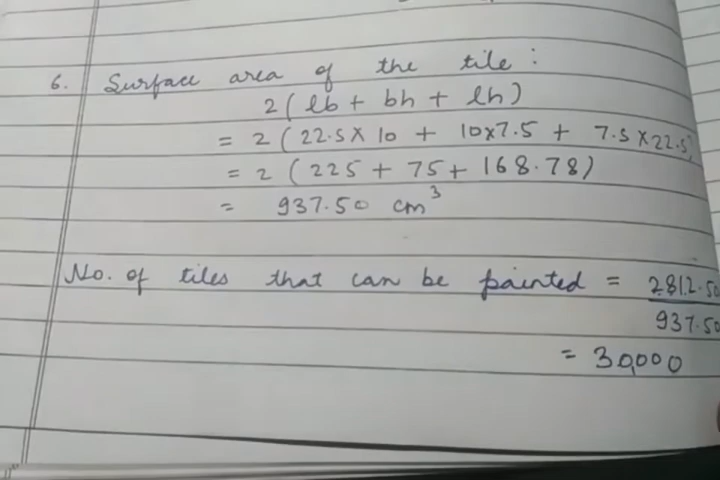 6. Surface area of the tile :
2 ( lb + bh + lh )
= 2 ( 22.5 X 10 + 10x7.5 + 7.5 X 22.5)
= 2 ( 225 + 75 + 168.78 )
= 937.50 cm³
No. of tiles that can be painted = 2812.50
937.50
= 30,000